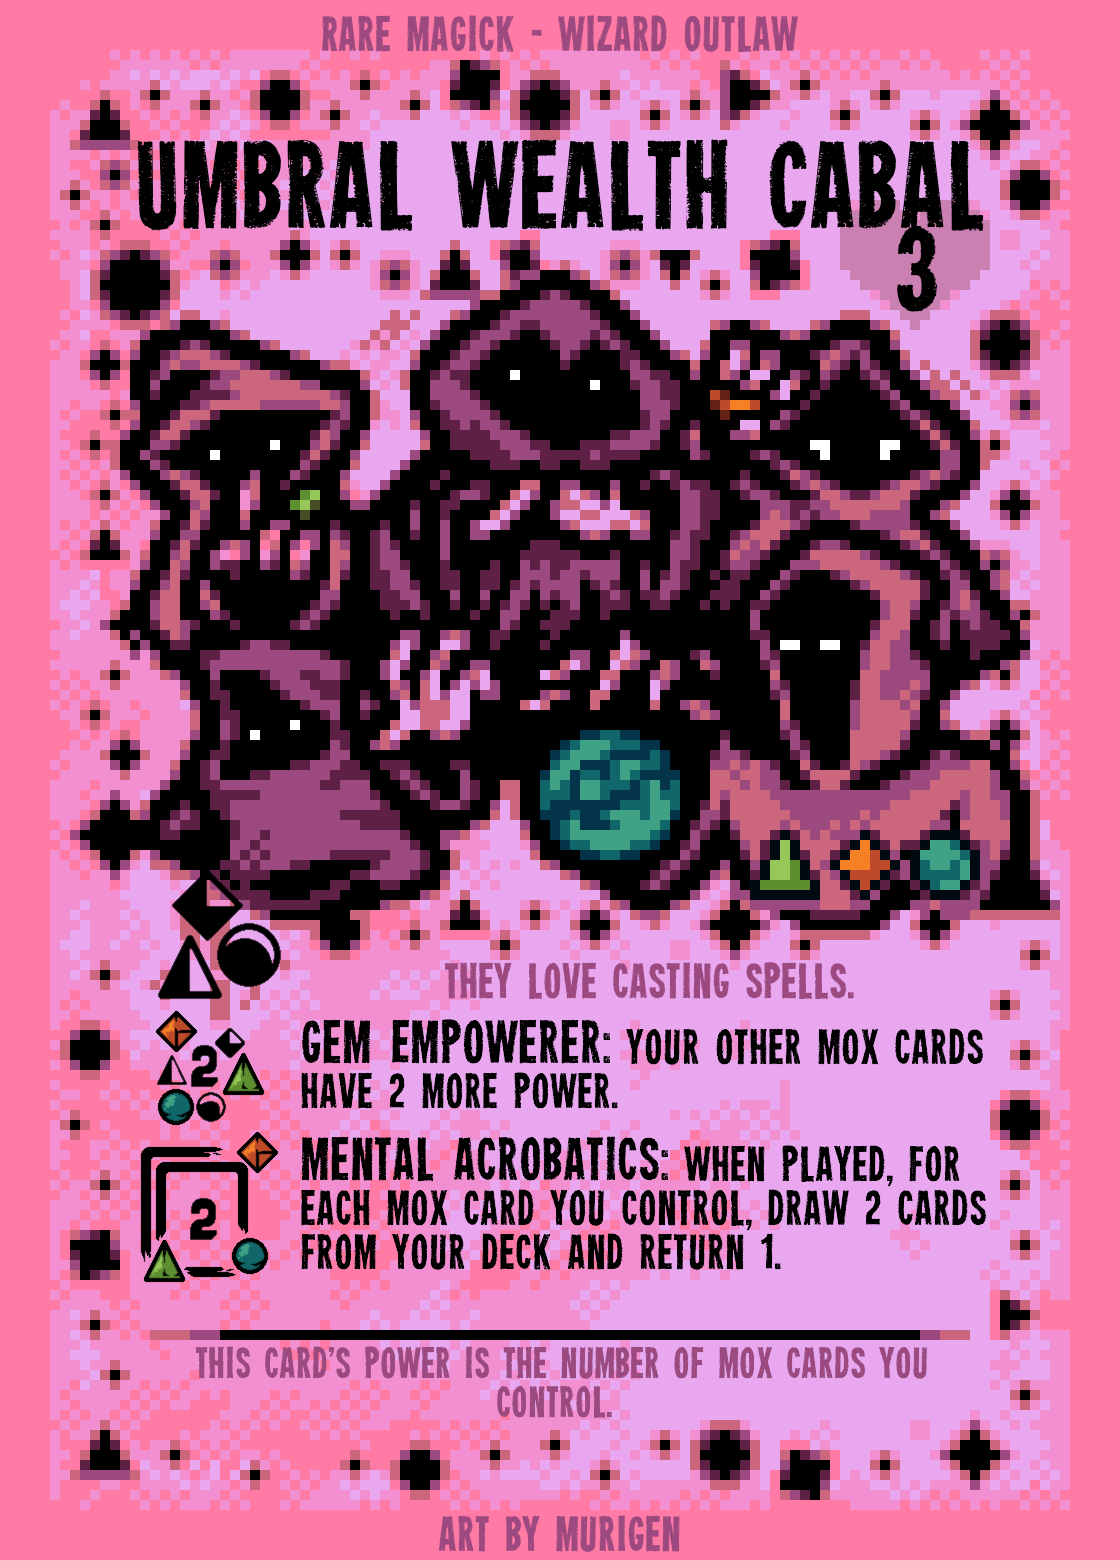 RARE MAGICK - WIZARD OUTLAW
UMBRAL WEALTH CABAL
3
THEY LOVE CASTING SPELLS.
2
GEM EMPOWERER: YOUR OTHER MOX CARDS
HAVE 2 MORE POWER.
2
MENTAL ACROBATICS: WHEN PLAYED, FOR
EACH MOX CARD YOU CONTROL, DRAW 2 CARDS
FROM YOUR DECK AND RETURN 1.
THIS CARD'S POWER IS THE NUMBER OF MOX CARDS YOU
CONTROL.
ART BY MURIGEN